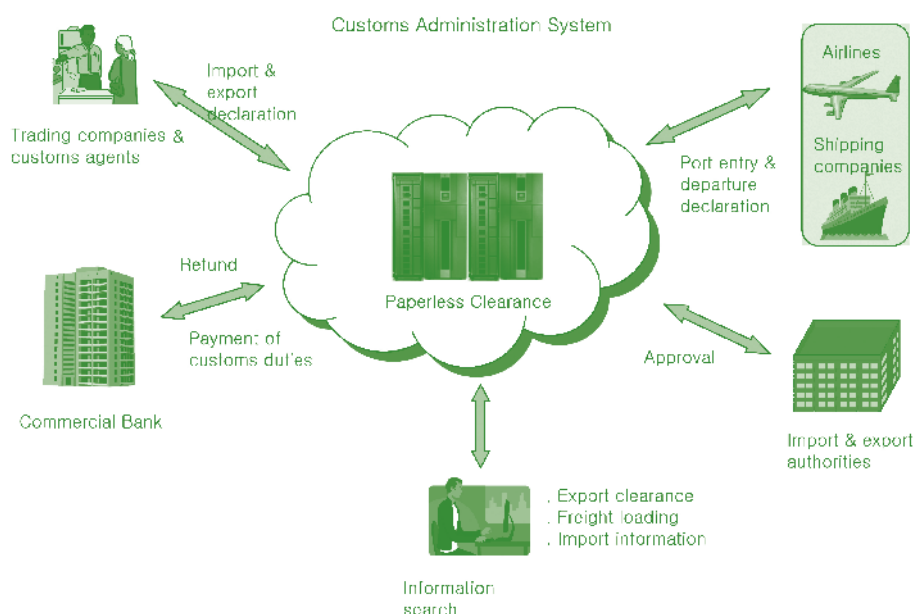 Customs Administration System
Import &
export
declaration
Trading companies &
customs agents
Airlines
Shipping
companies
Port entry &
departure
declaration
Refund
Payment of
customs duties
Commercial Bank
Paperless Clearance
Approval
Import & export
authorities
. Export clearance
. Freight loading
. Import information
Information
search